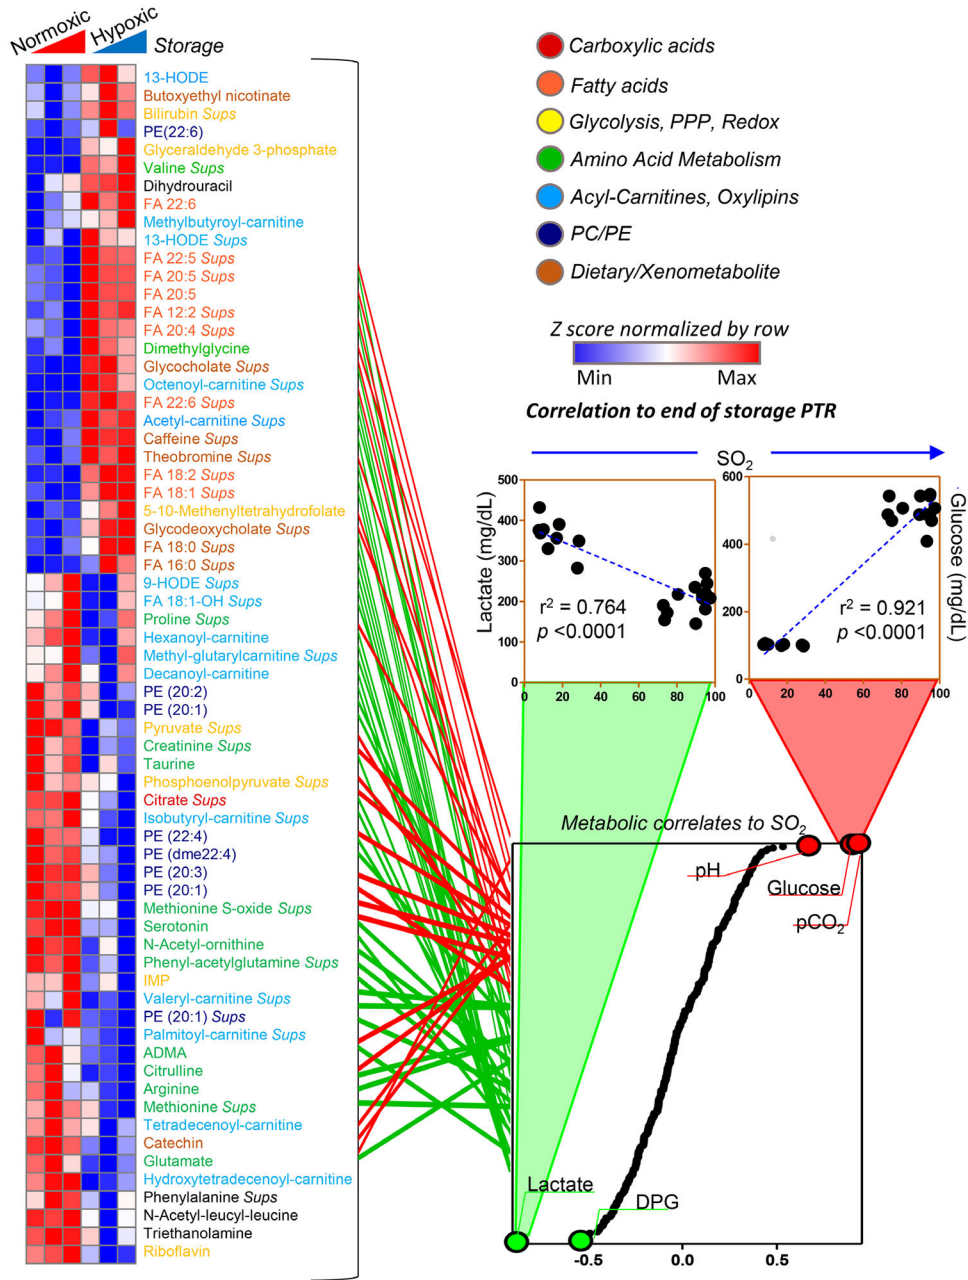 Normoxic Hypoxic Storage
13-HODE
Butoxyethyl nicotinate
Bilirubin Sups
PE(22:6)
Glyceraldehyde 3-phosphate
Valine Sups
Dihydrouracil
FA 22:6
Methylbutyroyl-carnitine
13-HODE Sups
FA 22:5 Sups
FA 20:5 Sups
FA 20:5
FA 12:2 Sups
FA 20:4 Sups
Dimethylglycine
Glycocholate Sups
Octenoyl-carnitine Sups
FA 22:6 Sups
Acetyl-carnitine Sups
Caffeine Sups
Theobromine Sups
FA 18:2 Sups
FA 18:1 Sups
5-10-Methenyltetrahydrofolate
Glycodeoxycholate Sups
FA 18:0 Sups
FA 16:0 Sups
9-HODE Sups
FA 18:1-OH Sups
Proline Sups
Hexanoyl-carnitine
Methyl-glutarylcarnitine Sups
Decanoyl-carnitine
PE (20:2)
PE (20:1)
Pyruvate Sups
Creatinine Sups
Taurine
Phosphoenolpyruvate Sups
Citrate Sups
Isobutyryl-carnitine Sups
PE (22:4)
PE (dme22:4)
PE (20:3)
PE (20:1)
Methionine S-oxide Sups
Serotonin
N-Acetyl-ornithine
Phenyl-acetylglutamine Sups
IMP
Valeryl-carnitine Sups
PE (20:1) Sups
Palmitoyl-carnitine Sups
ADMA
Citrulline
Arginine
Methionine Sups
Tetradecenoyl-carnitine
Catechin
Glutamate
Hydroxytetradecenoyl-carnitine
Phenylalanine Sups
N-Acetyl-leucyl-leucine
Triethanolamine
Riboflavin
Carboxylic acids
Fatty acids
Glycolysis, PPP, Redox
Amino Acid Metabolism
Acyl-Carnitines, Oxylipins
PC/PE
Dietary/Xenometabolite
Z score normalized by row
Min Max
Correlation to end of storage PTR
SO2
Lactate (mg/dL)
500
400
300
200
100
0
r2 = 0.764
p <0.0001
0 20 40 60 80 100
Glucose (mg/dL)
600
400
200
0
r2 = 0.921
p <0.0001
20 40 60 80 100
Metabolic correlates to SO2
pH
Glucose
pCO2
Lactate
DPG
-0.5 0.0 0.5